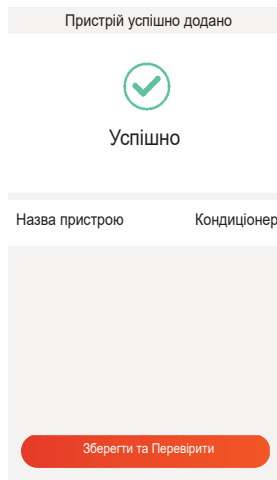 Пристрій успішно додано
Успішно
Назва пристрою Кондиціонер
Зберегти та Перевірити